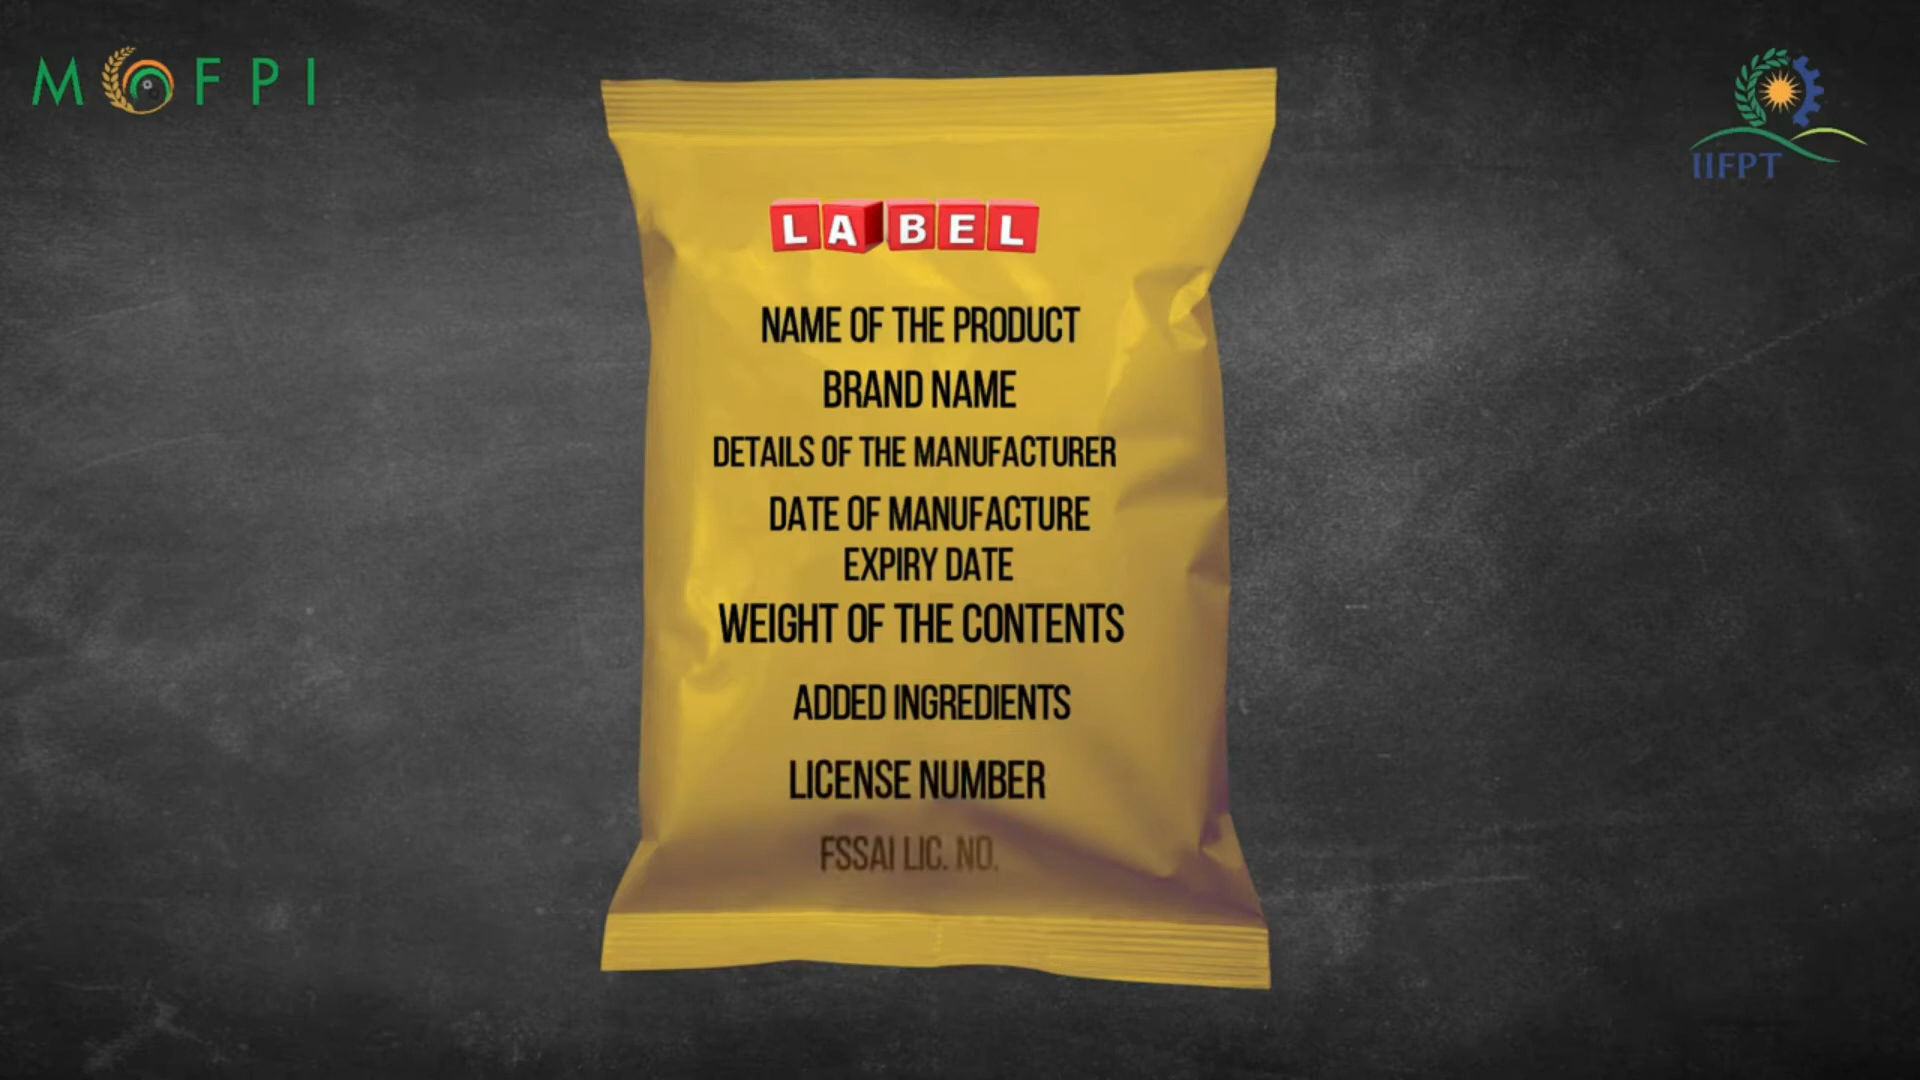 MOFPI
IIFPT
LABEL
NAME OF THE PRODUCT
BRAND NAME
DETAILS OF THE MANUFACTURER
DATE OF MANUFACTURE
EXPIRY DATE
WEIGHT OF THE CONTENTS
ADDED INGREDIENTS
LICENSE NUMBER
FSSAI LIC. NO.